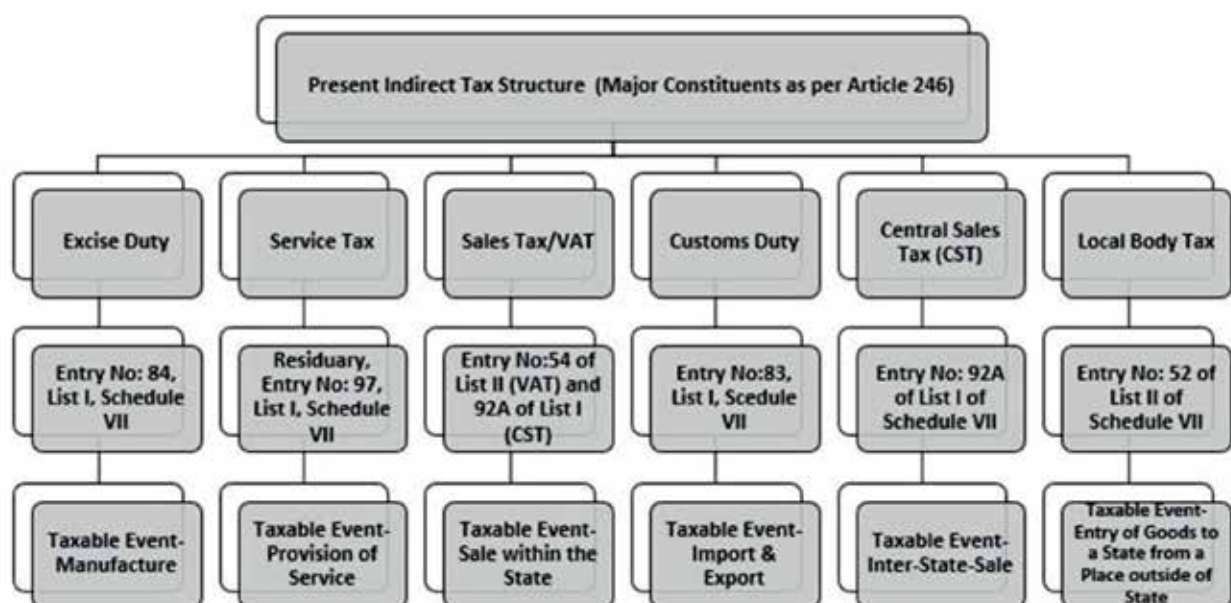 Present Indirect Tax Structure (Major Constituents as per Article 246)
Excise Duty
Service Tax
Sales Tax/VAT
Customs Duty
Central Sales
Tax (CST)
Local Body Tax
Entry No: 84,
List I, Schedule
VII
Residuary,
Entry No: 97,
List I, Schedule
VII
Entry No:54 of
List II (VAT) and
92A of List I
(CST)
Entry No:83,
List I, Scedule
VII
Entry No: 92A
of List I of
Schedule VII
Entry No: 52 of
List II of
Schedule VII
Taxable Event-
Manufacture
Taxable Event-
Provision of
Service
Taxable Event-
Sale within the
State
Taxable Event-
Import &
Export
Taxable Event-
Inter-State-Sale
Taxable Event-
Entry of Goods to
a State from a
Place outside of
State